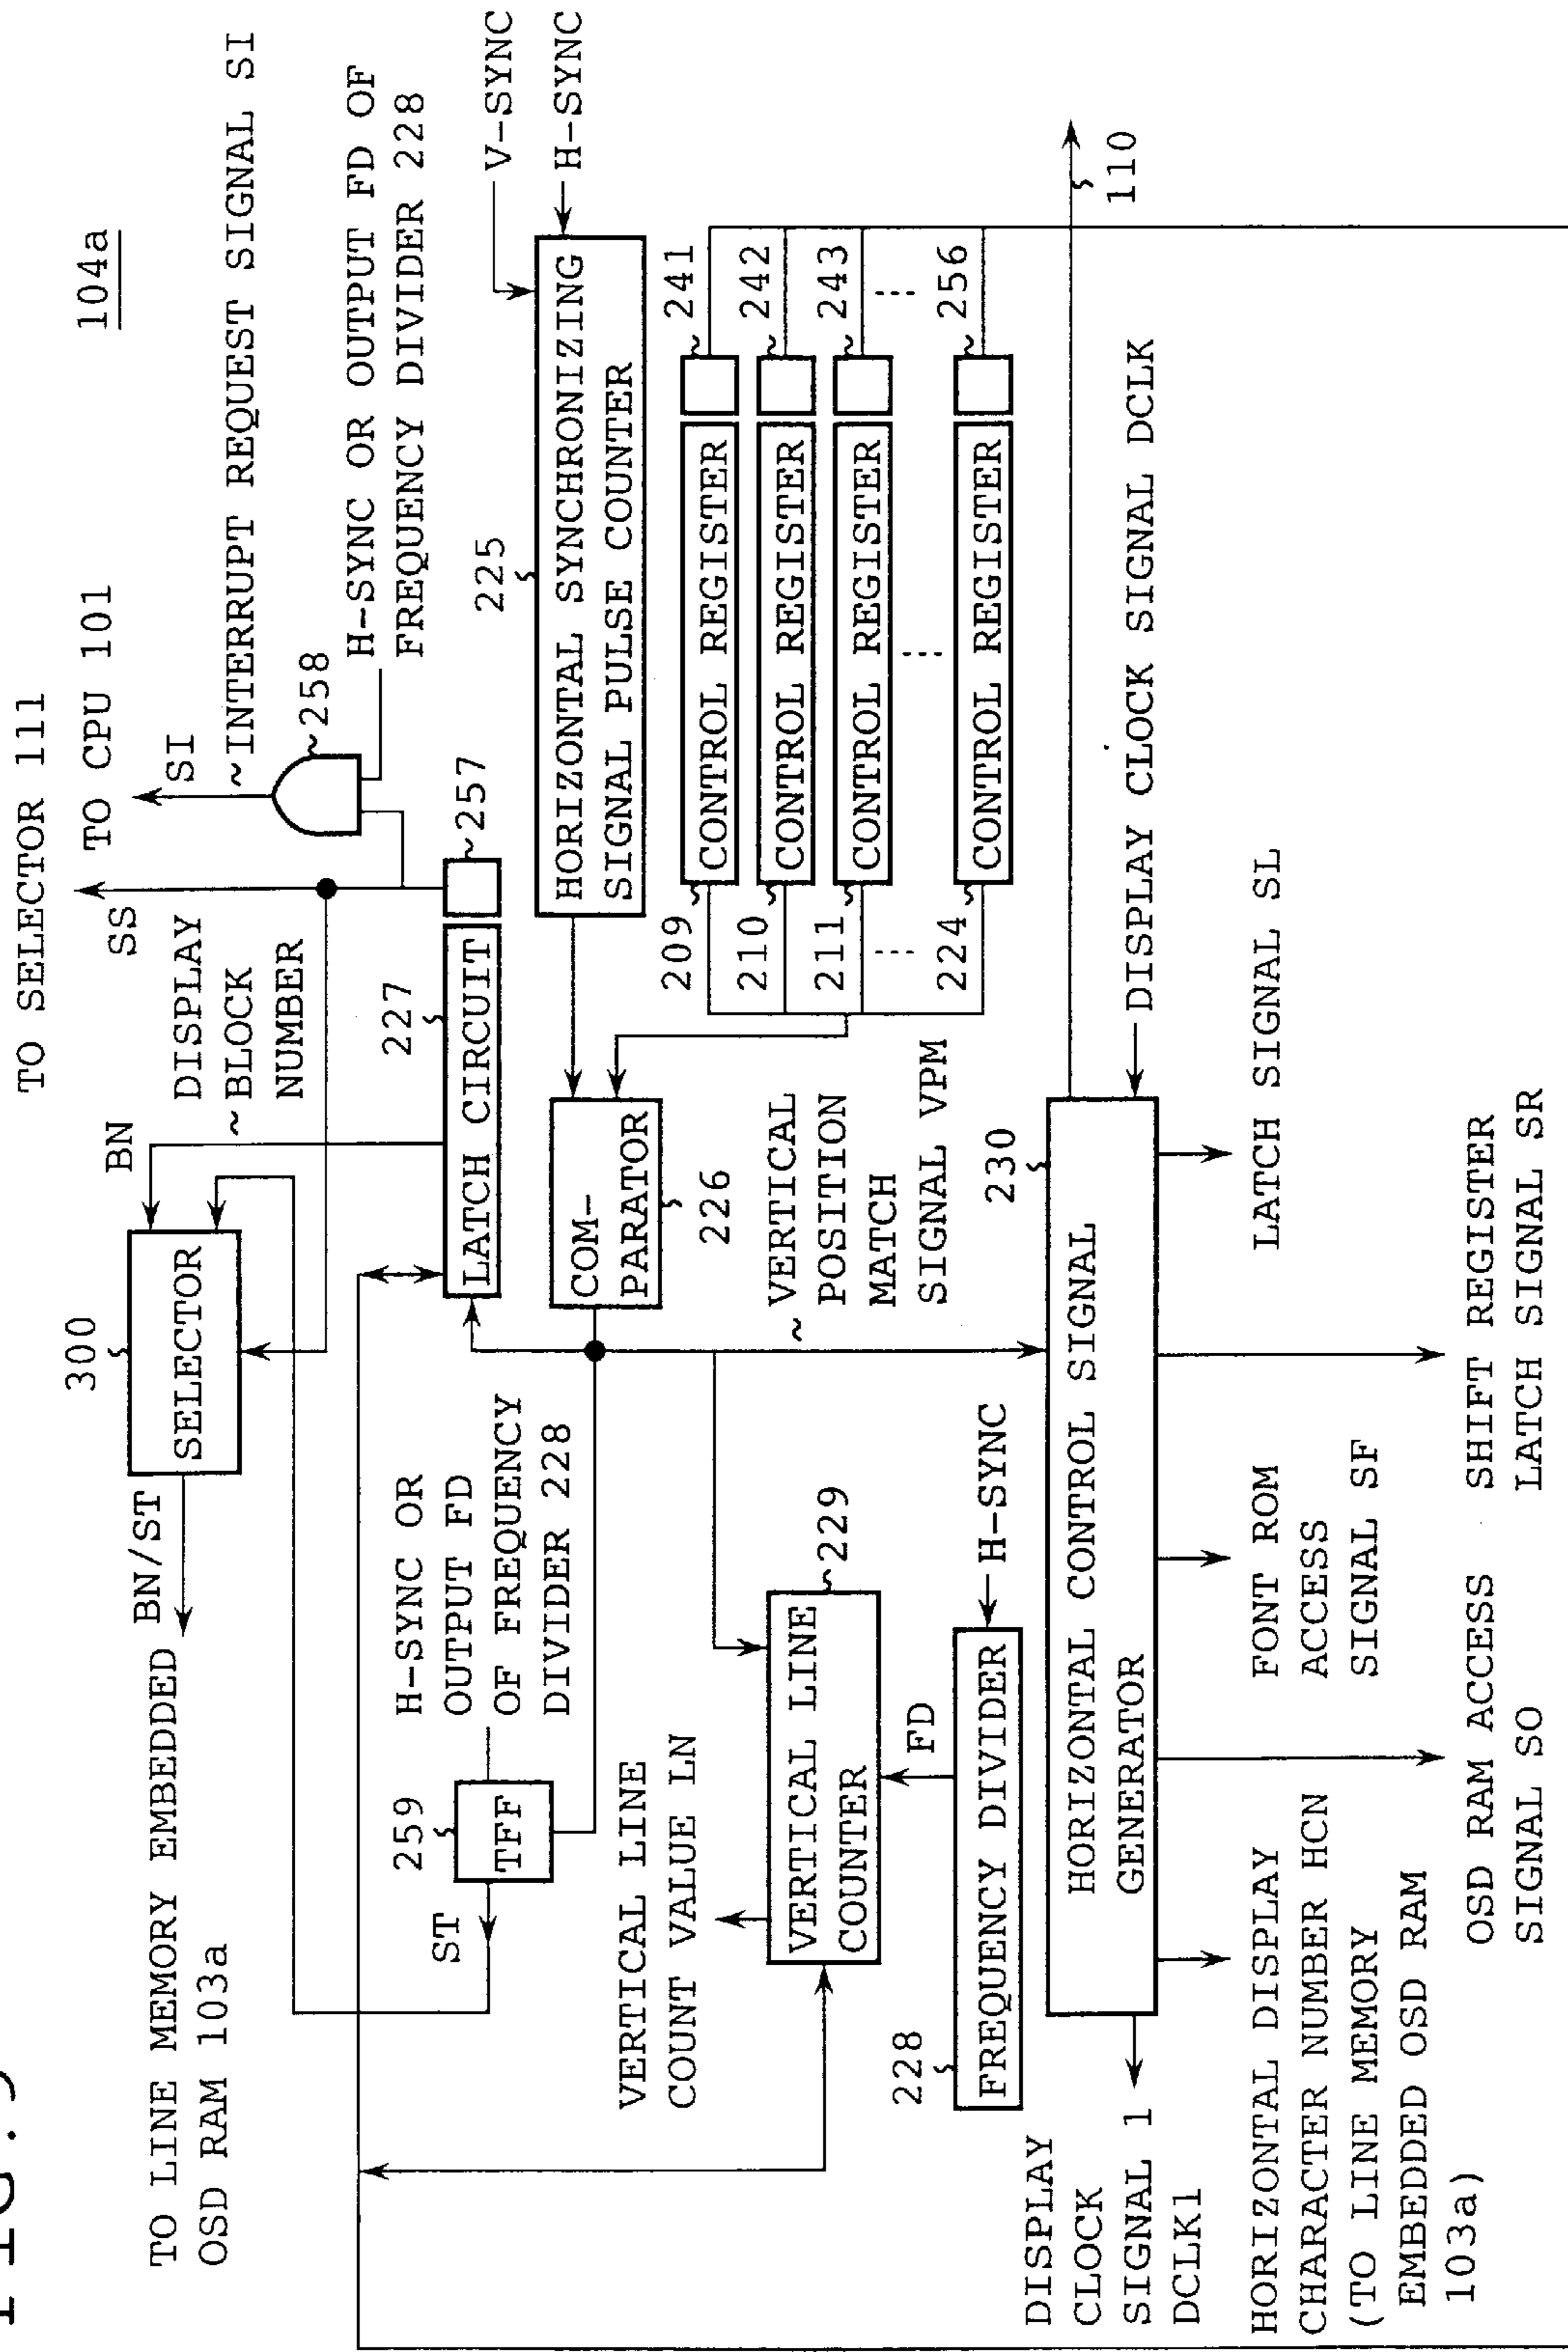 FIG.9
104a
TO SELECTOR 111
TO CPU 101
SS
SI
~INTERRUPT REQUEST SIGNAL SI
258
H-SYNC OR OUTPUT FD OF
FREQUENCY DIVIDER 228
V-SYNC
H-SYNC
300
SELECTOR
BN/ST
TO LINE MEMORY EMBEDDED
OSD RAM 103a
BN
DISPLAY
~BLOCK
NUMBER
227
LATCH CIRCUIT
257
225
HORIZONTAL SYNCHRONIZING
SIGNAL PULSE COUNTER
H-SYNC OR
OUTPUT FD
OF FREQUENCY
DIVIDER 228
259
TFF
ST
COM-
PARATOR
226
209
CONTROL REGISTER
241
210
CONTROL REGISTER
242
211
CONTROL REGISTER
243
224
CONTROL REGISTER
256
VERTICAL LINE
COUNT VALUE LN
VERTICAL LINE
COUNTER
229
VERTICAL
POSITION
MATCH
SIGNAL VPM
FD
228
FREQUENCY DIVIDER
H-SYNC
230
HORIZONTAL CONTROL SIGNAL
GENERATOR
110
DISPLAY CLOCK SIGNAL DCLK
DISPLAY
CLOCK
SIGNAL 1
DCLK1
HORIZONTAL DISPLAY
CHARACTER NUMBER HCN
(TO LINE MEMORY
EMBEDDED OSD RAM
103a)
OSD RAM ACCESS
SIGNAL SO
FONT ROM
ACCESS
SIGNAL SF
SHIFT REGISTER
LATCH SIGNAL SR
LATCH SIGNAL SL